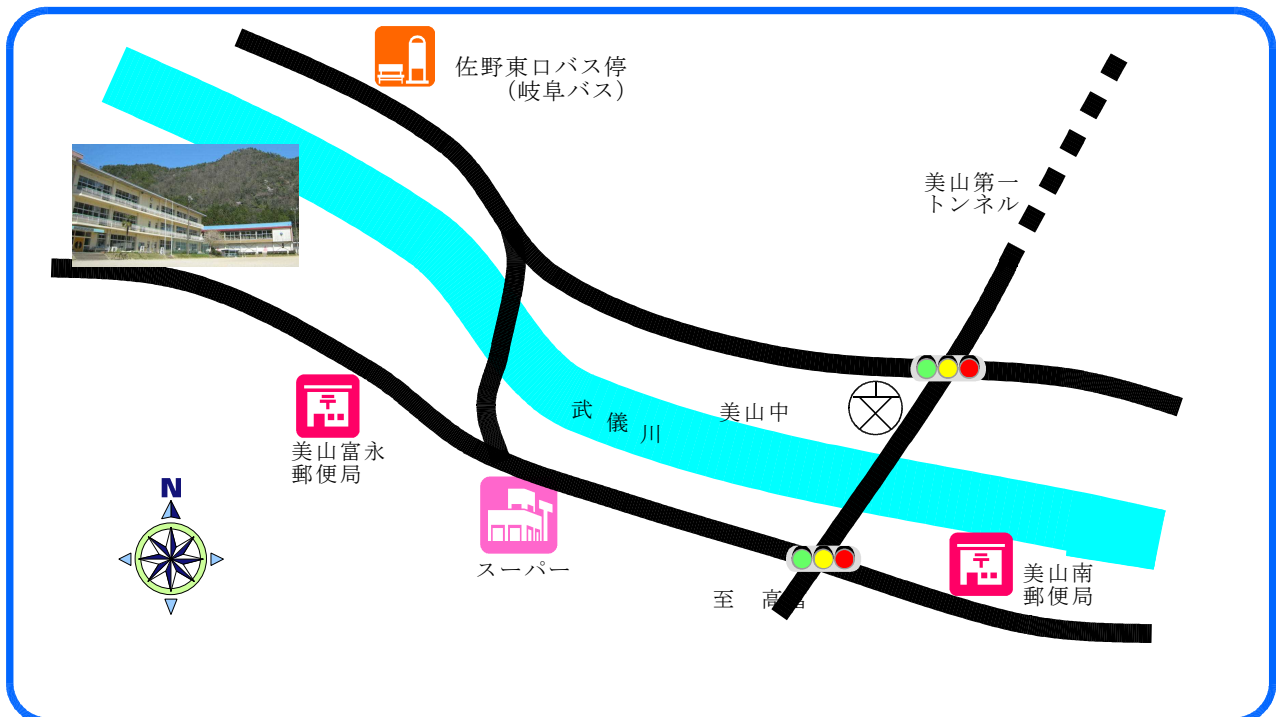 佐野東口バス停
（岐阜バス）
美山第一
トンネル
武儀川
美山中
美山富永
郵便局
N
スーパー
美山南
郵便局
至　高富